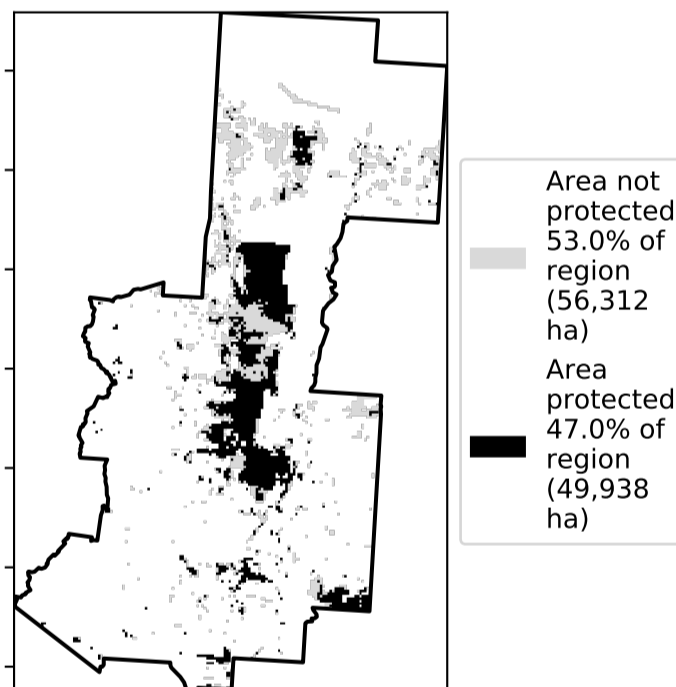 Area not
protected
53.0% of
region
(56,312
ha)
Area
protected
47.0% of
region
(49,938
ha)